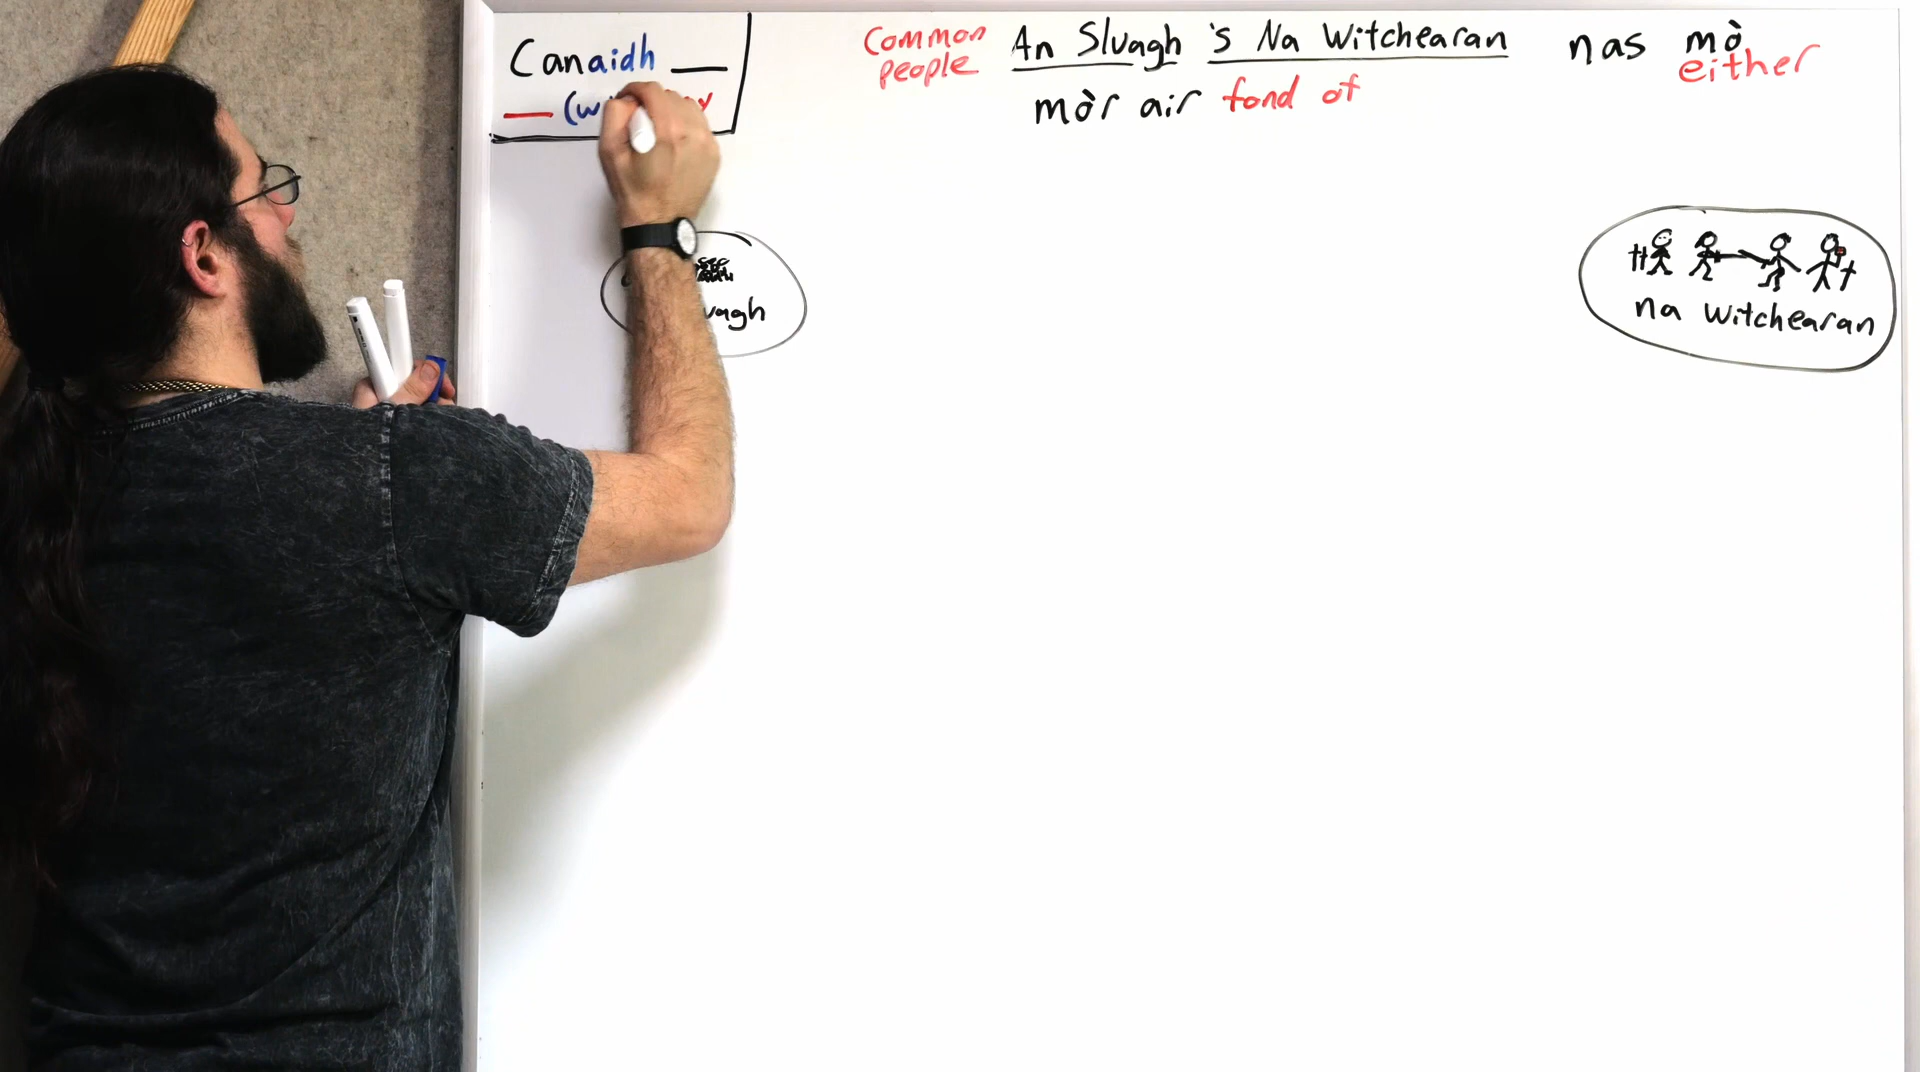 Canaidh
Common people
An Sluagh 's Na Witchearan
nas mò
either
mòr air fond of
na witchearan